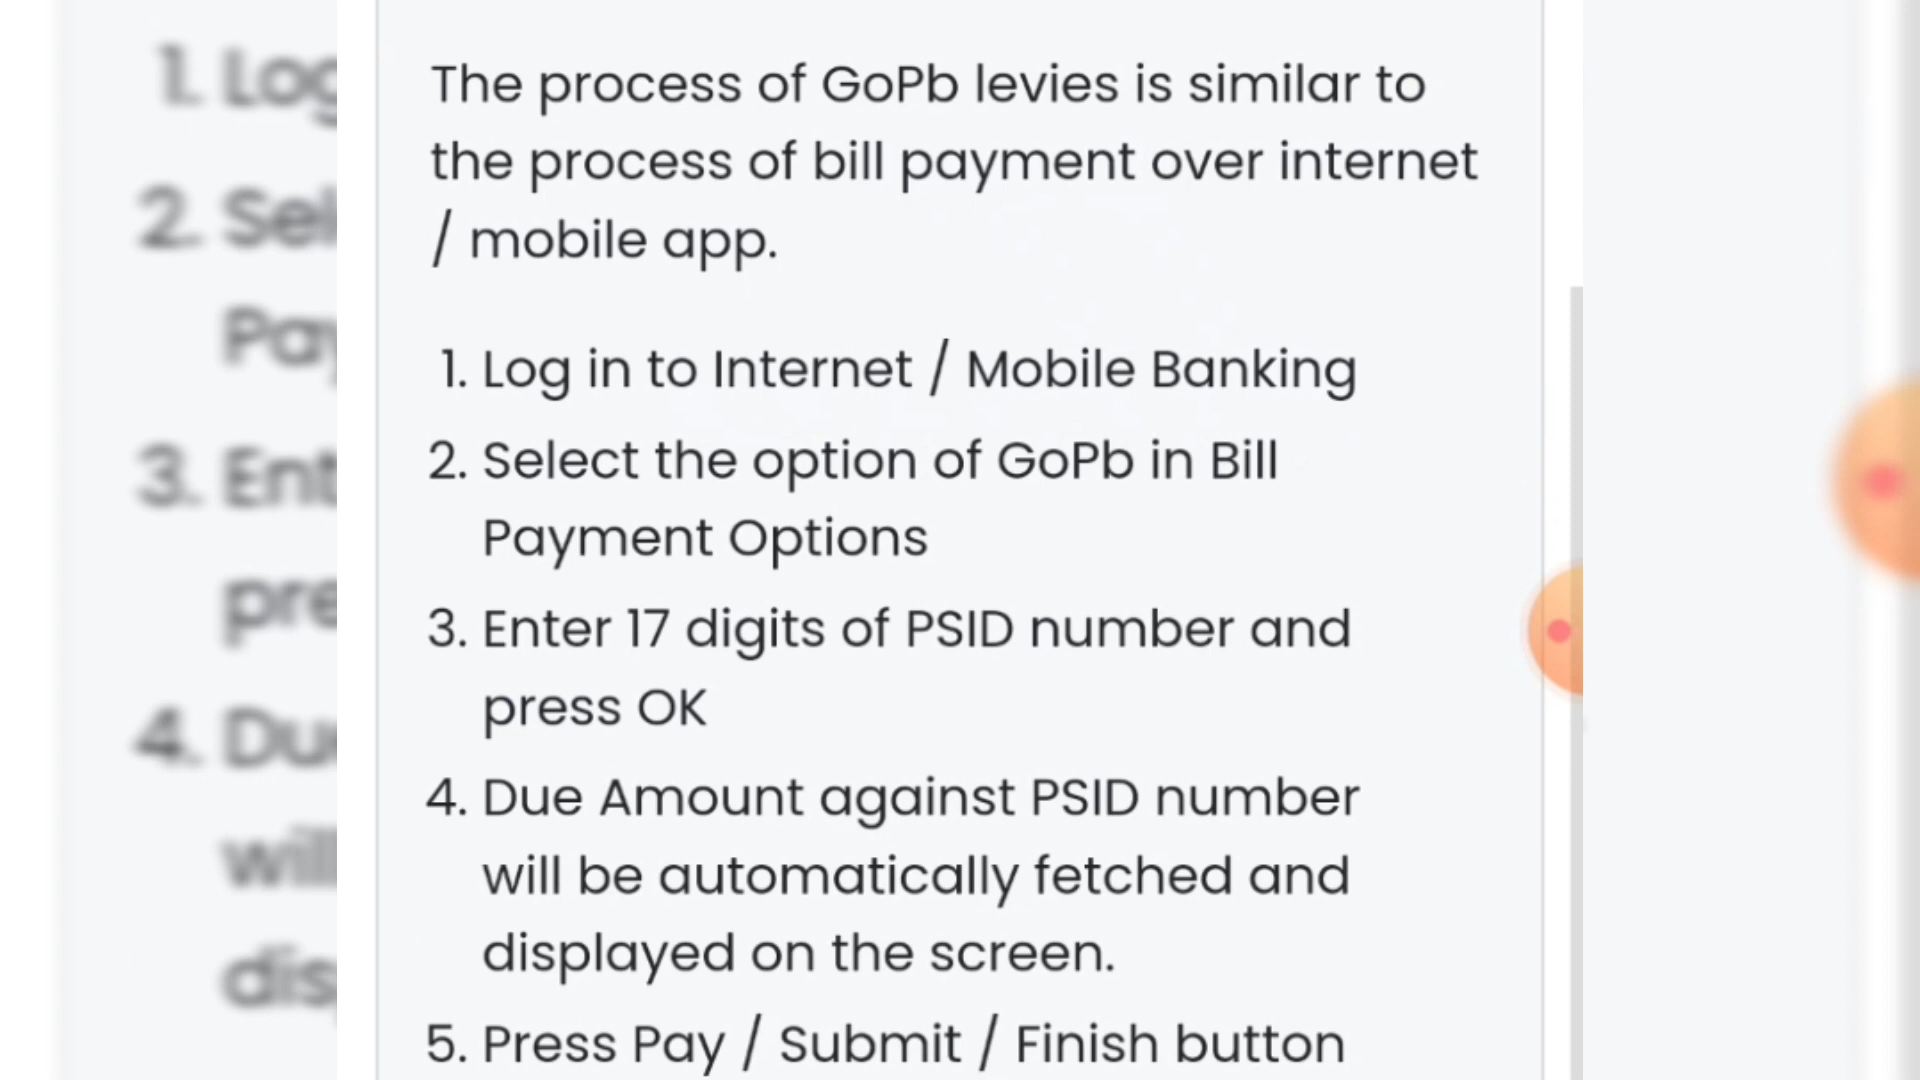 The process of GoPb levies is similar to
the process of bill payment over internet
/ mobile app.
1. Log in to Internet / Mobile Banking
2. Select the option of GoPb in Bill
Payment Options
3. Enter 17 digits of PSID number and
press OK
4. Due Amount against PSID number
will be automatically fetched and
displayed on the screen.
5. Press Pay / Submit / Finish button